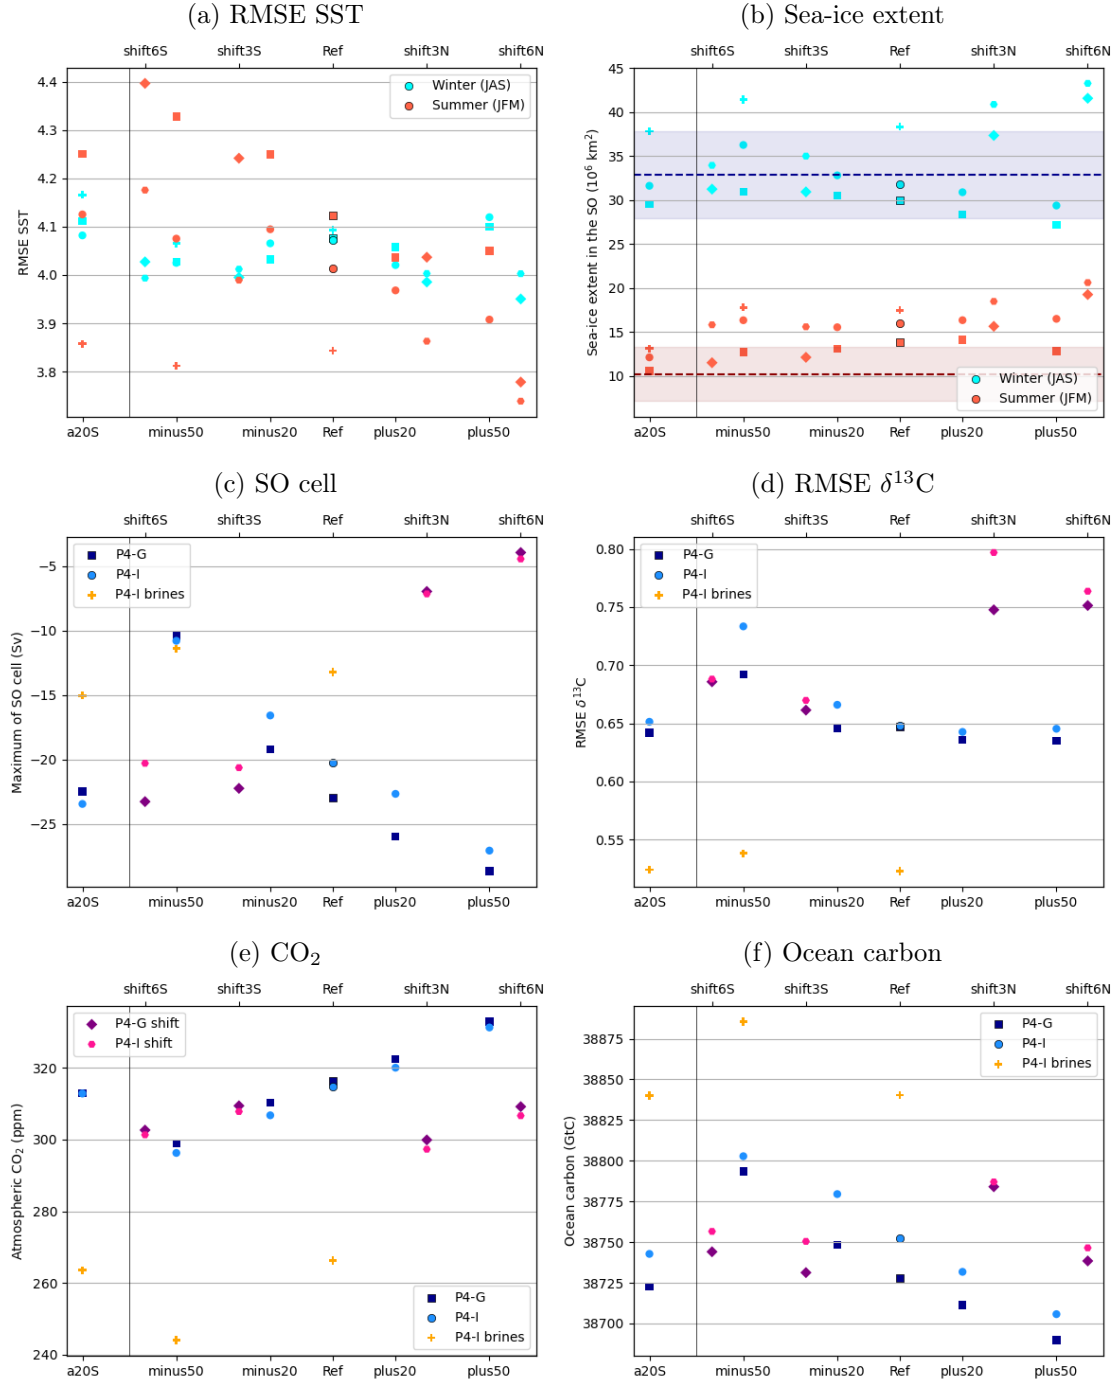 (a) RMSE SST
shift6S shift3S Ref shift3N shift6N
4.4
4.3
4.2
4.1
4.0
3.9
3.8
RMSE SST
Winter (JAS)
Summer (JFM)
a20S minus50 minus20 Ref plus20 plus50
(b) Sea-ice extent
shift6S shift3S Ref shift3N shift6N
45
40
35
30
25
20
15
10
Sea-ice extent in the SO (10⁶ km²)
Winter (JAS)
Summer (JFM)
a20S minus50 minus20 Ref plus20 plus50
(c) SO cell
shift6S shift3S Ref shift3N shift6N
−5
−10
−15
−20
−25
Maximum of SO cell (Sv)
P4-G
P4-I
P4-I brines
a20S minus50 minus20 Ref plus20 plus50
(d) RMSE δ¹³C
shift6S shift3S Ref shift3N shift6N
0.80
0.75
0.70
0.65
0.60
0.55
RMSE δ¹³C
P4-G
P4-I
P4-I brines
a20S minus50 minus20 Ref plus20 plus50
(e) CO₂
shift6S shift3S Ref shift3N shift6N
320
300
280
260
240
Atmospheric CO₂ (ppm)
P4-G shift
P4-I shift
P4-G
P4-I
P4-I brines
a20S minus50 minus20 Ref plus20 plus50
(f) Ocean carbon
shift6S shift3S Ref shift3N shift6N
38875
38850
38825
38800
38775
38750
38725
38700
Ocean carbon (GtC)
P4-G
P4-I
P4-I brines
a20S minus50 minus20 Ref plus20 plus50